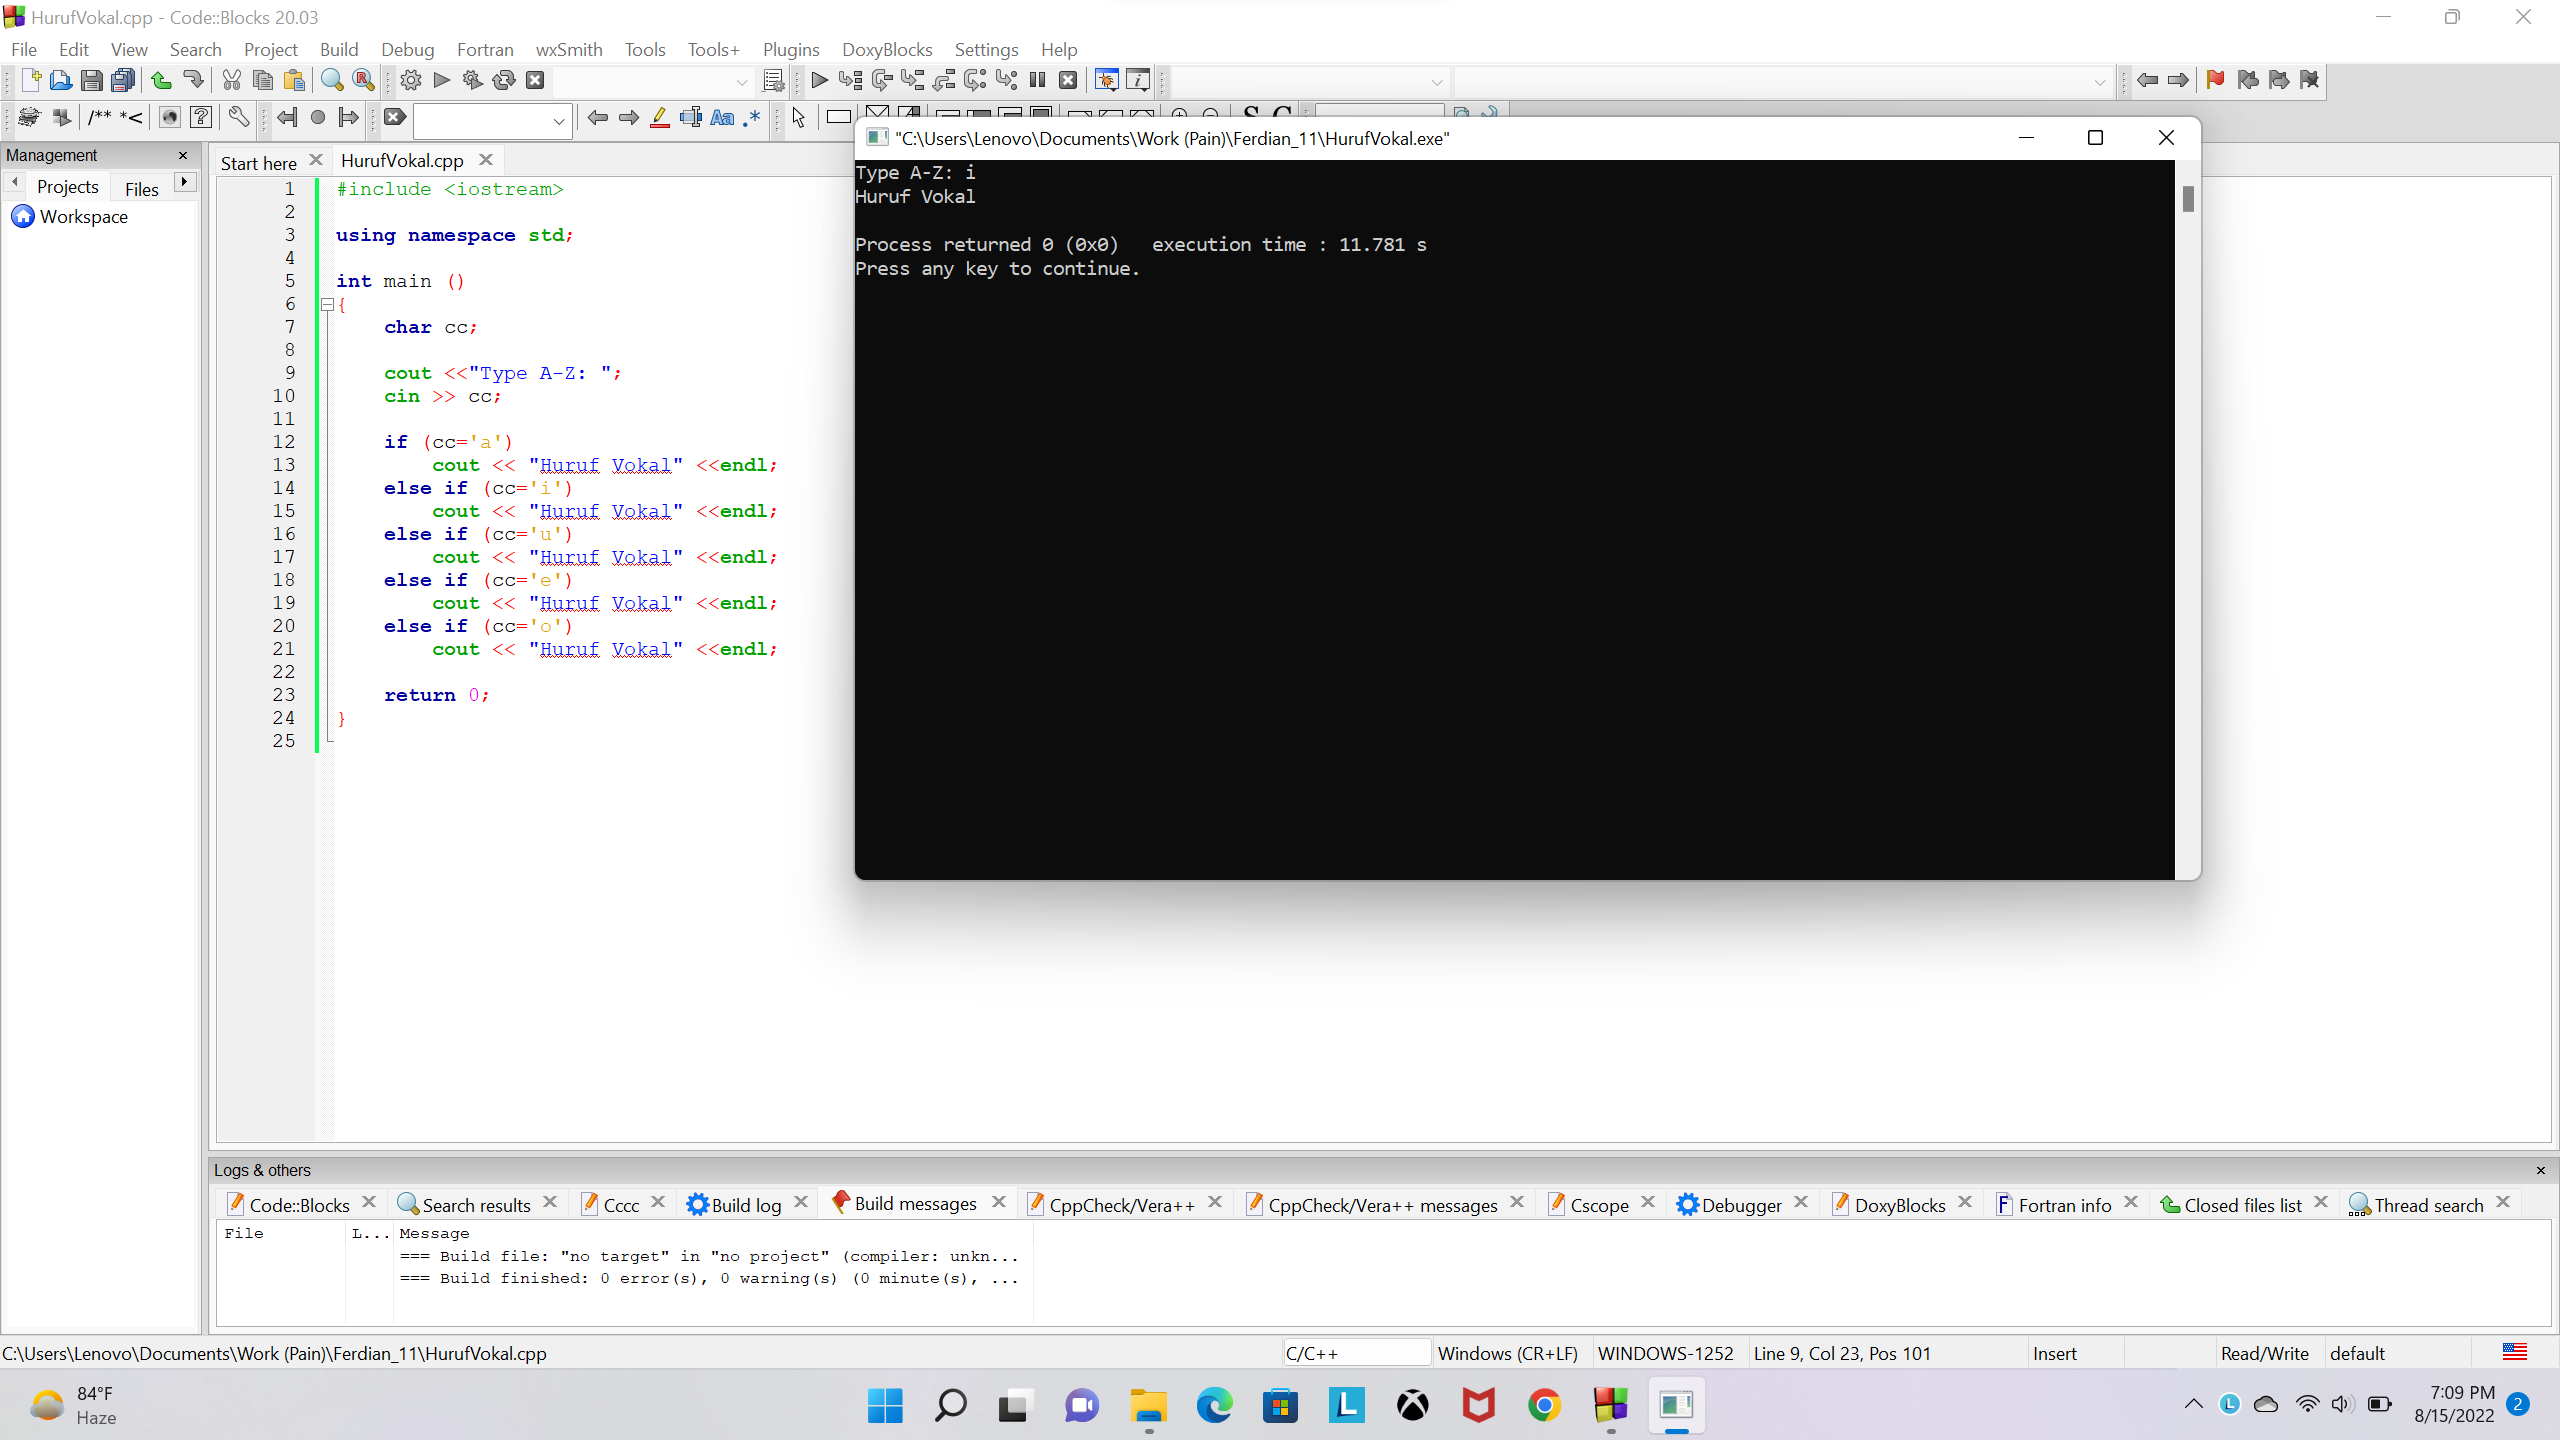 HurufVokal.cpp - Code::Blocks 20.03
File Edit View Search Project Build Debug Fortran wxSmith Tools Tools+ Plugins DoxyBlocks Settings Help
/** *<
Aa .*
S C
Management
Projects Files
Workspace
Start here HurufVokal.cpp
1 #include <iostream>
2
3 using namespace std;
4
5 int main ()
6 {
7 char cc;
8
9 cout <<"Type A-Z: ";
10 cin >> cc;
11
12 if (cc='a')
13 cout << "Huruf Vokal" <<endl;
14 else if (cc='i')
15 cout << "Huruf Vokal" <<endl;
16 else if (cc='u')
17 cout << "Huruf Vokal" <<endl;
18 else if (cc='e')
19 cout << "Huruf Vokal" <<endl;
20 else if (cc='o')
21 cout << "Huruf Vokal" <<endl;
22
23 return 0;
24 }
25
"C:\Users\Lenovo\Documents\Work (Pain)\Ferdian_11\HurufVokal.exe"
Type A-Z: i
Huruf Vokal
Process returned 0 (0x0) execution time : 11.781 s
Press any key to continue.
Logs & others
Code::Blocks Search results Cccc Build log Build messages CppCheck/Vera++ CppCheck/Vera++ messages Cscope Debugger DoxyBlocks Fortran info Closed files list Thread search
File L... Message
=== Build file: "no target" in "no project" (compiler: unkn...
=== Build finished: 0 error(s), 0 warning(s) (0 minute(s), ...
C:\Users\Lenovo\Documents\Work (Pain)\Ferdian_11\HurufVokal.cpp C/C++ Windows (CR+LF) WINDOWS-1252 Line 9, Col 23, Pos 101 Insert Read/Write default
84°F
Haze
7:09 PM
8/15/2022
2